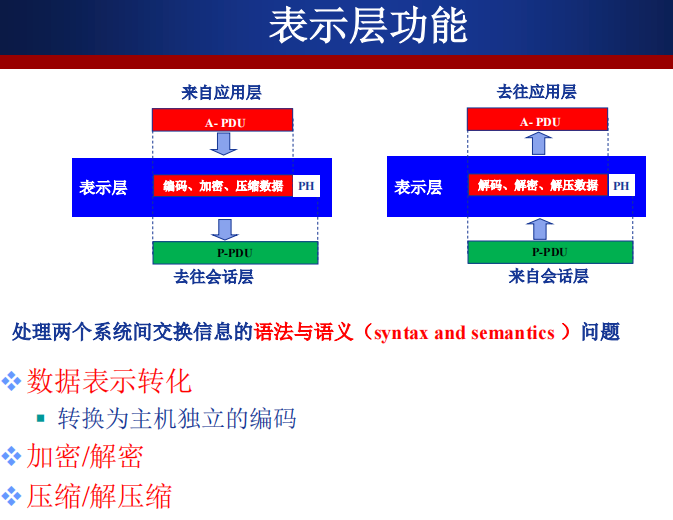 表示层功能
来自应用层
去往应用层
A- PDU
A- PDU
表示层
编码、加密、压缩数据
PH
表示层
解码、解密、解压数据
PH
P-PDU
P-PDU
去往会话层
来自会话层
处理两个系统间交换信息的语法与语义（syntax and semantics ）问题
数据表示转化
转换为主机独立的编码
加密/解密
压缩/解压缩